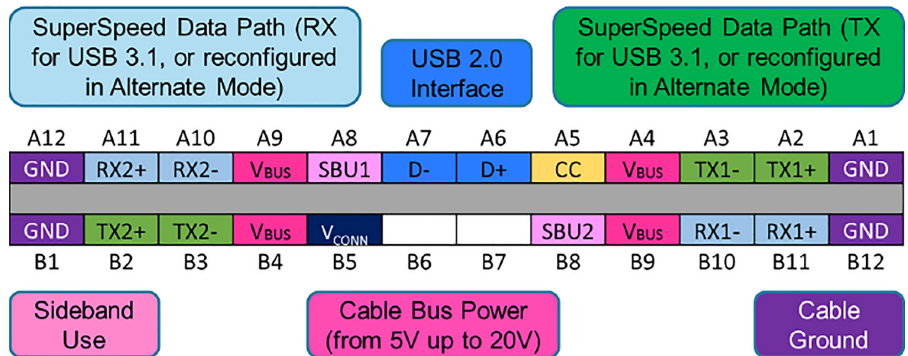 SuperSpeed Data Path (RX
for USB 3.1, or reconfigured
in Alternate Mode)
USB 2.0
Interface
SuperSpeed Data Path (TX
for USB 3.1, or reconfigured
in Alternate Mode)
A12 A11 A10 A9 A8 A7 A6 A5 A4 A3 A2 A1
GND RX2+ RX2- VBUS SBU1 D- D+ CC VBUS TX1- TX1+ GND
GND TX2+ TX2- VBUS VCONN SBU2 VBUS RX1- RX1+ GND
B1 B2 B3 B4 B5 B6 B7 B8 B9 B10 B11 B12
Sideband
Use
Cable Bus Power
(from 5V up to 20V)
Cable
Ground